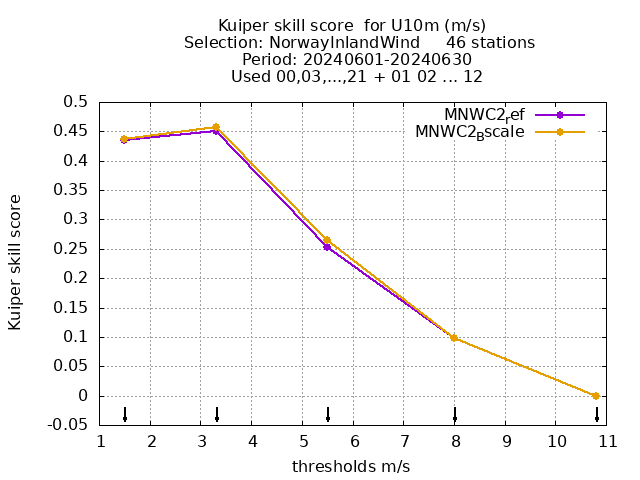 Kuiper skill score  for U10m (m/s)
Selection: NorwayInlandWind     46 stations
Period: 20240601-20240630
Used 00,03,...,21 + 01 02 ... 12
MNWC2_ref
MNWC2_Bscale
0.5
0.45
0.4
0.35
0.3
0.25
0.2
0.15
0.1
0.05
0
-0.05
Kuiper skill score
1 2 3 4 5 6 7 8 9 10 11
thresholds m/s